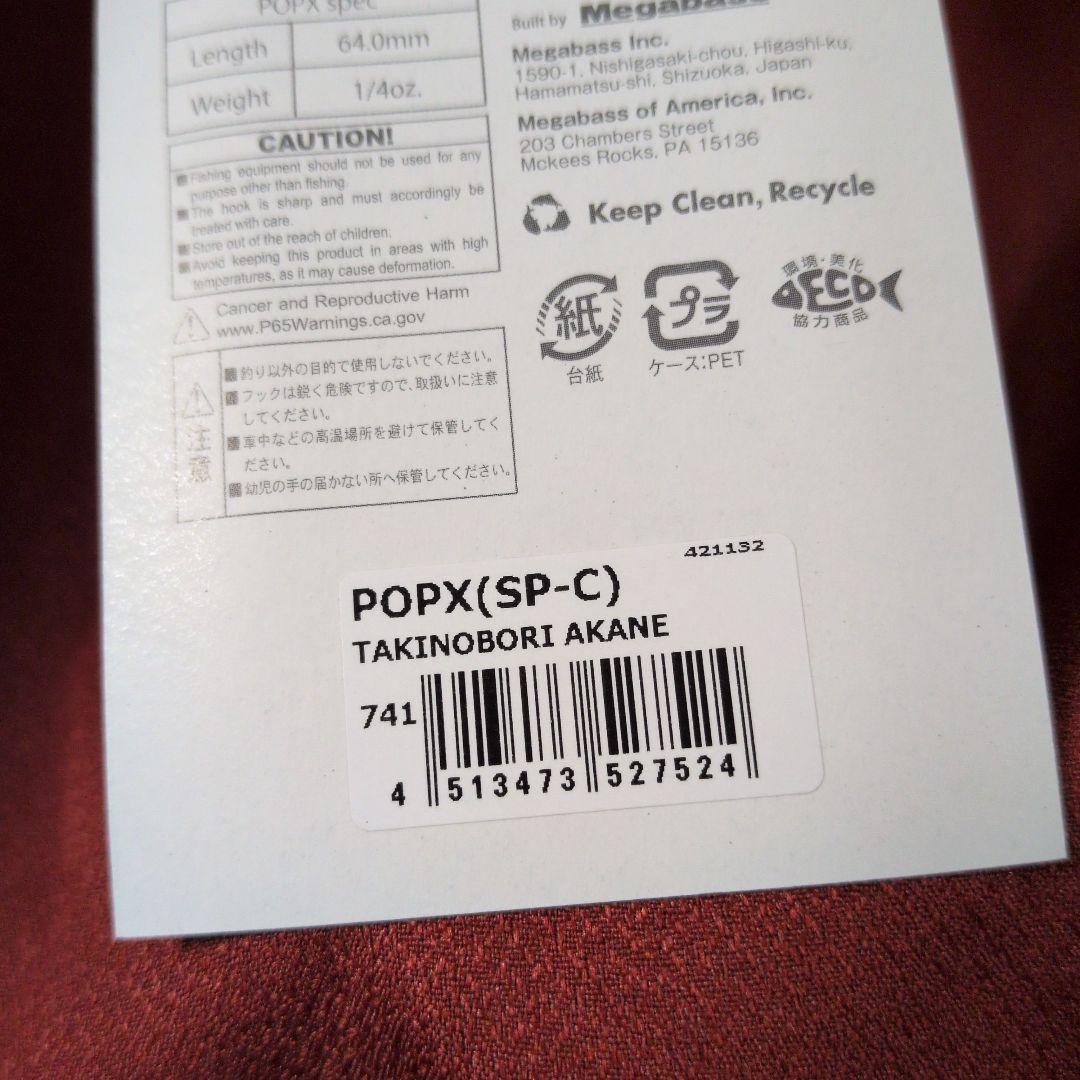 POPX spec
Length 64.0mm
Weight 1/4oz.
CAUTION!
■Fishing equipment should not be used for any
purpose other than fishing.
■The hook is sharp and must accordingly be
treated with care.
■Store out of the reach of children.
■Avoid keeping this product in areas with high
temperatures, as it may cause deformation.
Cancer and Reproductive Harm
www.P65Warnings.ca.gov
注意
■釣り以外の目的で使用しないでください。
■フックは鋭く危険ですので、取扱いに注意
してください。
■車中などの高温場所を避けて保管してく
ださい。
■幼児の手の届かない所へ保管してください。
Built by Megabass
Megabass Inc.
1590-1, Nishigasaki-chou, Higashi-ku,
Hamamatsu-shi, Shizuoka, Japan
Megabass of America, Inc.
203 Chambers Street
Mckees Rocks, PA 15136
Keep Clean, Recycle
紙
台紙
プラ
ケース:PET
環境・美化
ECO
協力商品
421132
POPX(SP-C)
TAKINOBORI AKANE
741
4 513473 527524